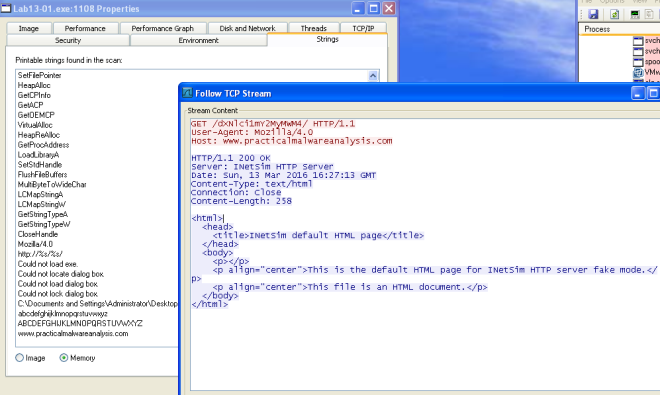 Lab13-01.exe:1108 Properties
Image Performance Performance Graph Disk and Network Threads TCP/IP
Security Environment Strings
Printable strings found in the scan:
SetFilePointer
HeapAlloc
GetCPInfo
GetACP
GetOEMCP
VirtualAlloc
HeapReAlloc
GetProcAddress
LoadLibraryA
SetStdHandle
FlushFileBuffers
MultiByteToWideChar
LCMapStringA
LCMapStringW
GetStringTypeA
GetStringTypeW
CloseHandle
Mozilla/4.0
http://%s/%s/
Could not load exe.
Could not locate dialog box.
Could not load dialog box.
Could not lock dialog box.
C:\Documents and Settings\Administrator\Desktop
abcdefghijklmnopqrstuvwxyz
ABCDEFGHIJKLMNOPQRSTUVWXYZ
www.practicalmalwareanalysis.com
Image Memory
File Options View
Process
svch
svch
spoo
VMw
Follow TCP Stream
Stream Content
GET /dXNlci1mY2MyMWM4/ HTTP/1.1
User-Agent: Mozilla/4.0
Host: www.practicalmalwareanalysis.com
HTTP/1.1 200 OK
Server: INetSim HTTP Server
Date: Sun, 13 Mar 2016 16:27:13 GMT
Content-Type: text/html
Connection: Close
Content-Length: 258
<html>
<head>
<title>INetSim default HTML page</title>
</head>
<body>
<p></p>
<p align="center">This is the default HTML page for INetSim HTTP server fake mode.</
p>
<p align="center">This file is an HTML document.</p>
</body>
</html>